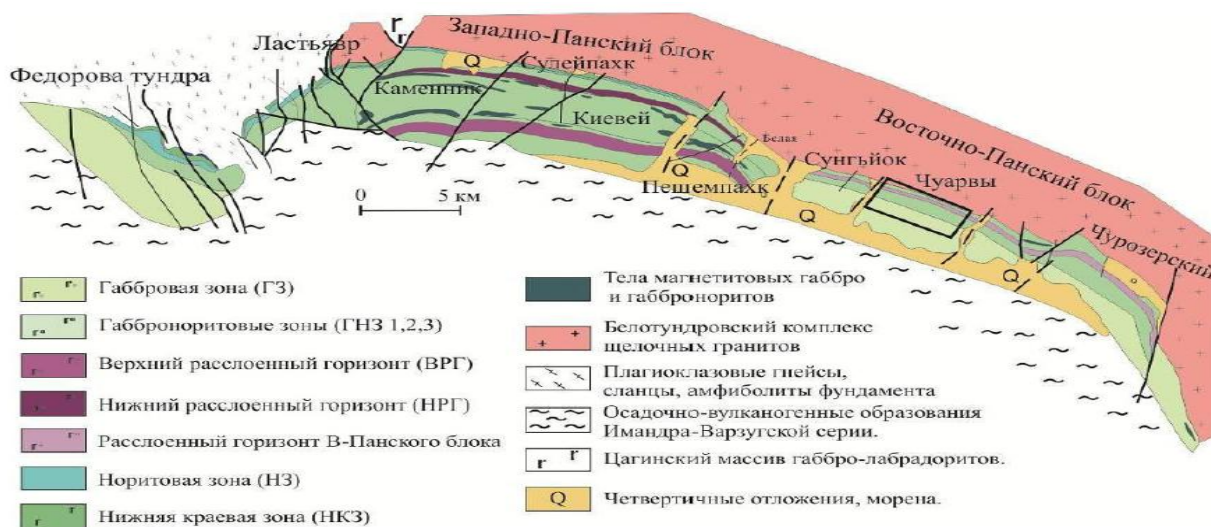 Г
Г
Западно-Панский блок
Ластъявр
Q
Сулейпахк
Федорова тундра
Каменник
Киевей
Белая
Восточно-Панский блок
Сунгъйок
Чуарвы
0 5 км
Q
Пешемпахк
Q
Чурозерский
Q
Габбровая зона (ГЗ)
Габброноритовые зоны (ГНЗ 1,2,3)
Верхний расслоенный горизонт (ВРГ)
Нижний расслоенный горизонт (НРГ)
Расслоенный горизонт В-Панского блока
Норитовая зона (НЗ)
Нижняя краевая зона (НКЗ)
Тела магнетитовых габбро
и габброноритов
Белотундровский комплекс
щелочных гранитов
Плагиоклазовые гнейсы,
сланцы, амфиболиты фундамента
Осадочно-вулканогенные образования
Имандра-Варзугской серии.
г г
Цагинский массив габбро-лабрадоритов.
Q
Четвертичные отложения, морена.